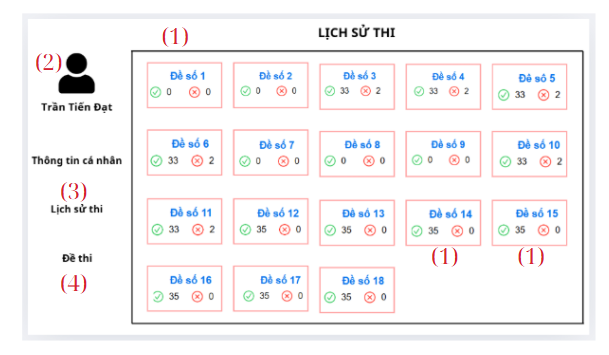 LỊCH SỬ THI
(1)
(2)
Trần Tiến Đạt
Thông tin cá nhân
(3)
Lịch sử thi
Đề thi
(4)
Đề số 1
0 0
Đề số 2
0 0
Đề số 3
33 2
Đề số 4
33 2
Đề số 5
33 2
Đề số 6
33 2
Đề số 7
0 0
Đề số 8
0 0
Đề số 9
0 0
Đề số 10
33 2
Đề số 11
33 2
Đề số 12
35 0
Đề số 13
35 0
Đề số 14
35 0
(1)
Đề số 15
35 0
(1)
Đề số 16
35 0
Đề số 17
35 0
Đề số 18
35 0